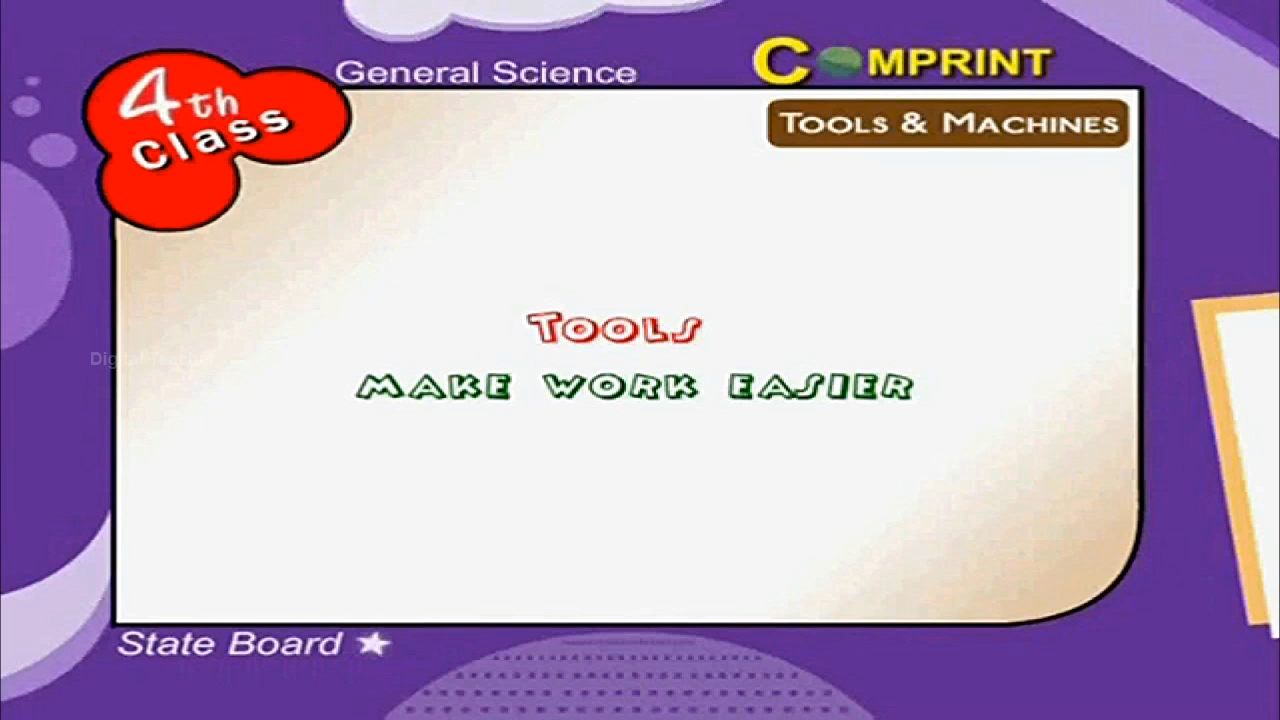 General Science
COMPRINT
4th
Class
TOOLS & MACHINES
TOOLS
MAKE WORK EASIER
State Board